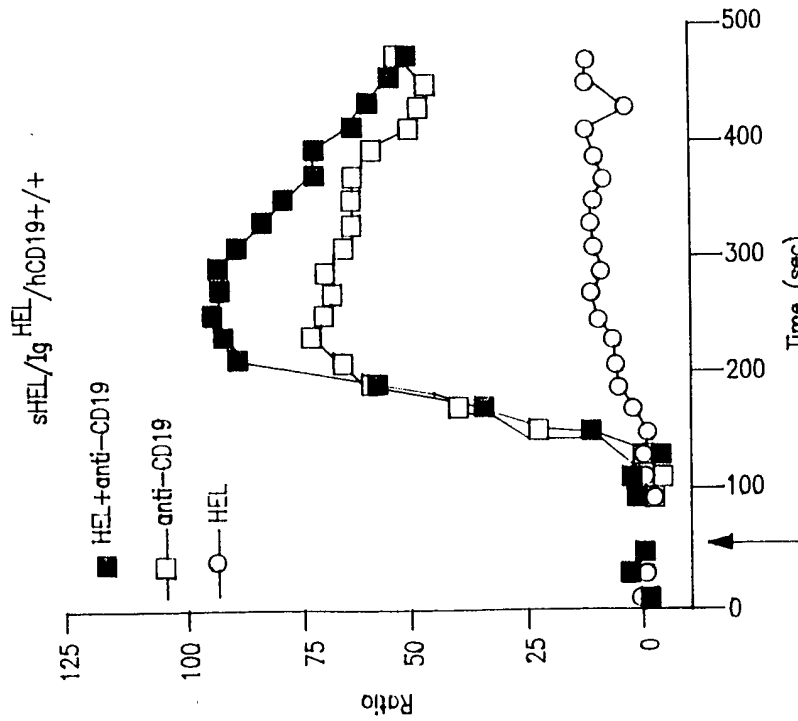 sHEL/Ig HEL/hCD19+/+
HEL+anti-CD19
anti-CD19
HEL
125
100
75
50
25
0
Ratio
0
100
200
300
400
500
Time (sec)